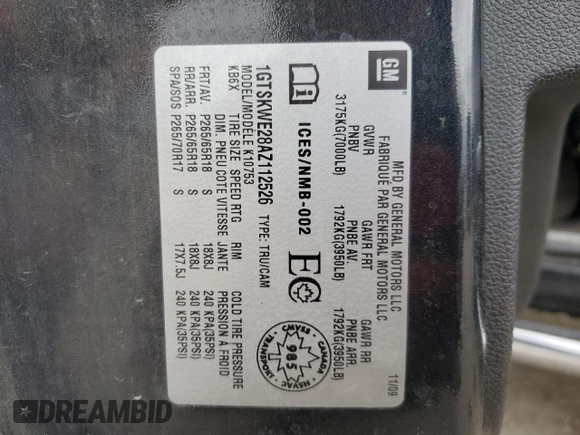 GM
MFD BY GENERAL MOTORS LLC
FABRIQUÉ PAR GENERAL MOTORS LLC
11/09
GVWR GAWR FRT GAWR RR
PNBV PNBE AV. PNBE ARR
3175KG(7000LB) 1792KG(3950LB) 1792KG(3950LB)
i ICES/NMB-002
TRANSPORT CANADA NSVAC CMVSS 985
1GTSKWE28AZ112526 TYPE: TRU/CAM
MODEL/MODELE K10753
KB6X
TIRE SIZE SPEED RTG RIM COLD TIRE PRESSURE
DIM. PNEU COTE VITESSE JANTE PRESSION À FROID
FRT/AV. P265/65R18 S 18X8J 240 KPA(35PSI)
RR/ARR. P265/65R18 S 18X8J 240 KPA(35PSI)
SPA/SOS P265/70R17 S 17X7.5J 240 KPA(35PSI)
DREAMBID